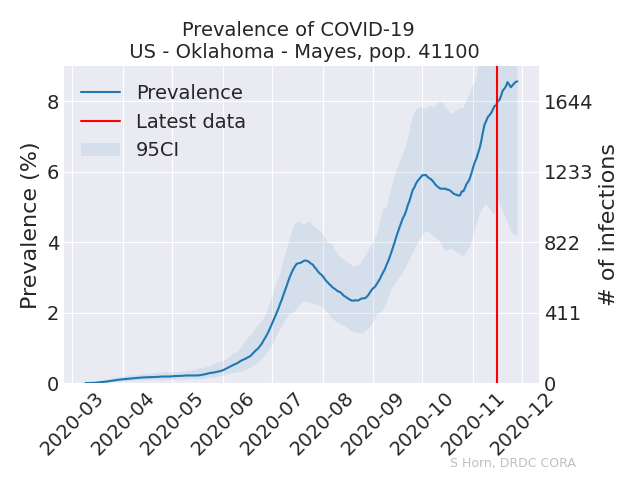 Prevalence of COVID-19
US - Oklahoma - Mayes, pop. 41100
Prevalence
Latest data
95CI
Prevalence (%)
8
6
4
2
0
1644
1233
822
411
0
# of infections
2020-03
2020-04
2020-05
2020-06
2020-07
2020-08
2020-09
2020-10
2020-11
2020-12
S Horn, DRDC CORA